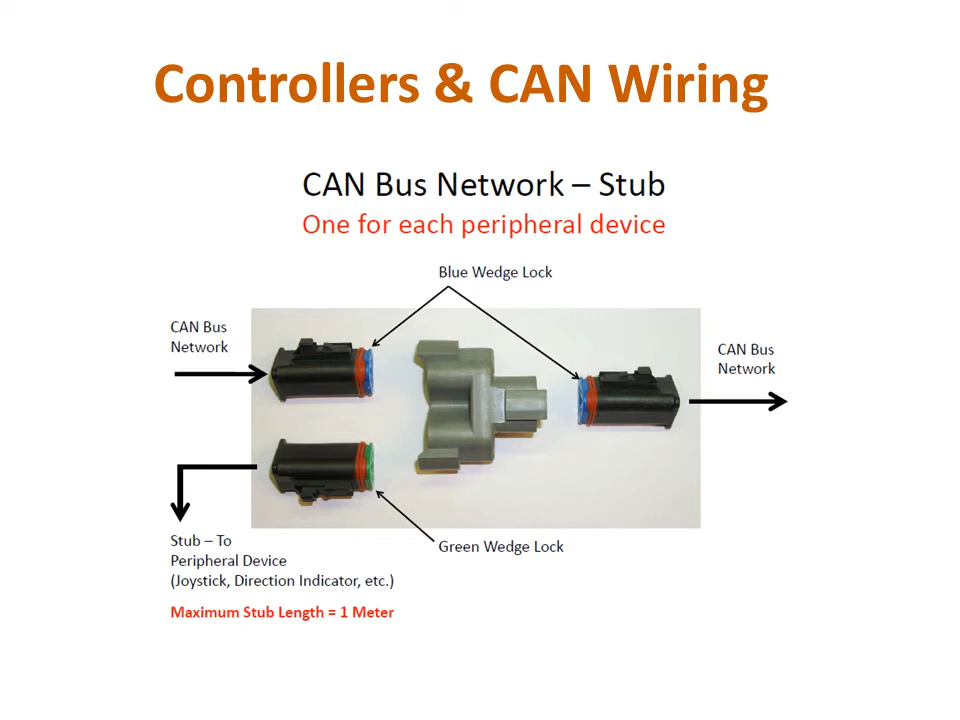 Controllers & CAN Wiring
CAN Bus Network – Stub
One for each peripheral device
Blue Wedge Lock
CAN Bus
Network
CAN Bus
Network
Green Wedge Lock
Stub – To
Peripheral Device
(Joystick, Direction Indicator, etc.)
Maximum Stub Length = 1 Meter